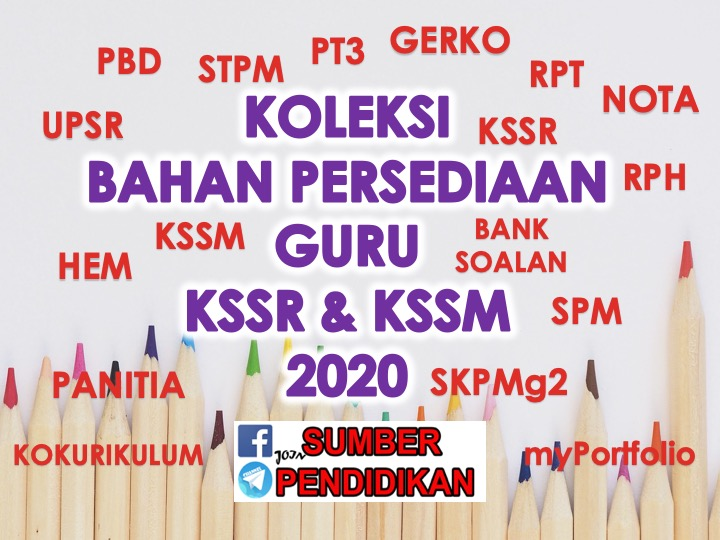 GERKO
PT3
PBD
STPM
RPT
NOTA
KOLEKSI
UPSR
KSSR
BAHAN PERSEDIAAN
RPH
KSSM
GURU
BANK
SOALAN
HEM
KSSR & KSSM
SPM
2020
PANITIA
SKPMg2
KOKURIKULUM
JOIN SUMBER
PENDIDIKAN
myPortfolio